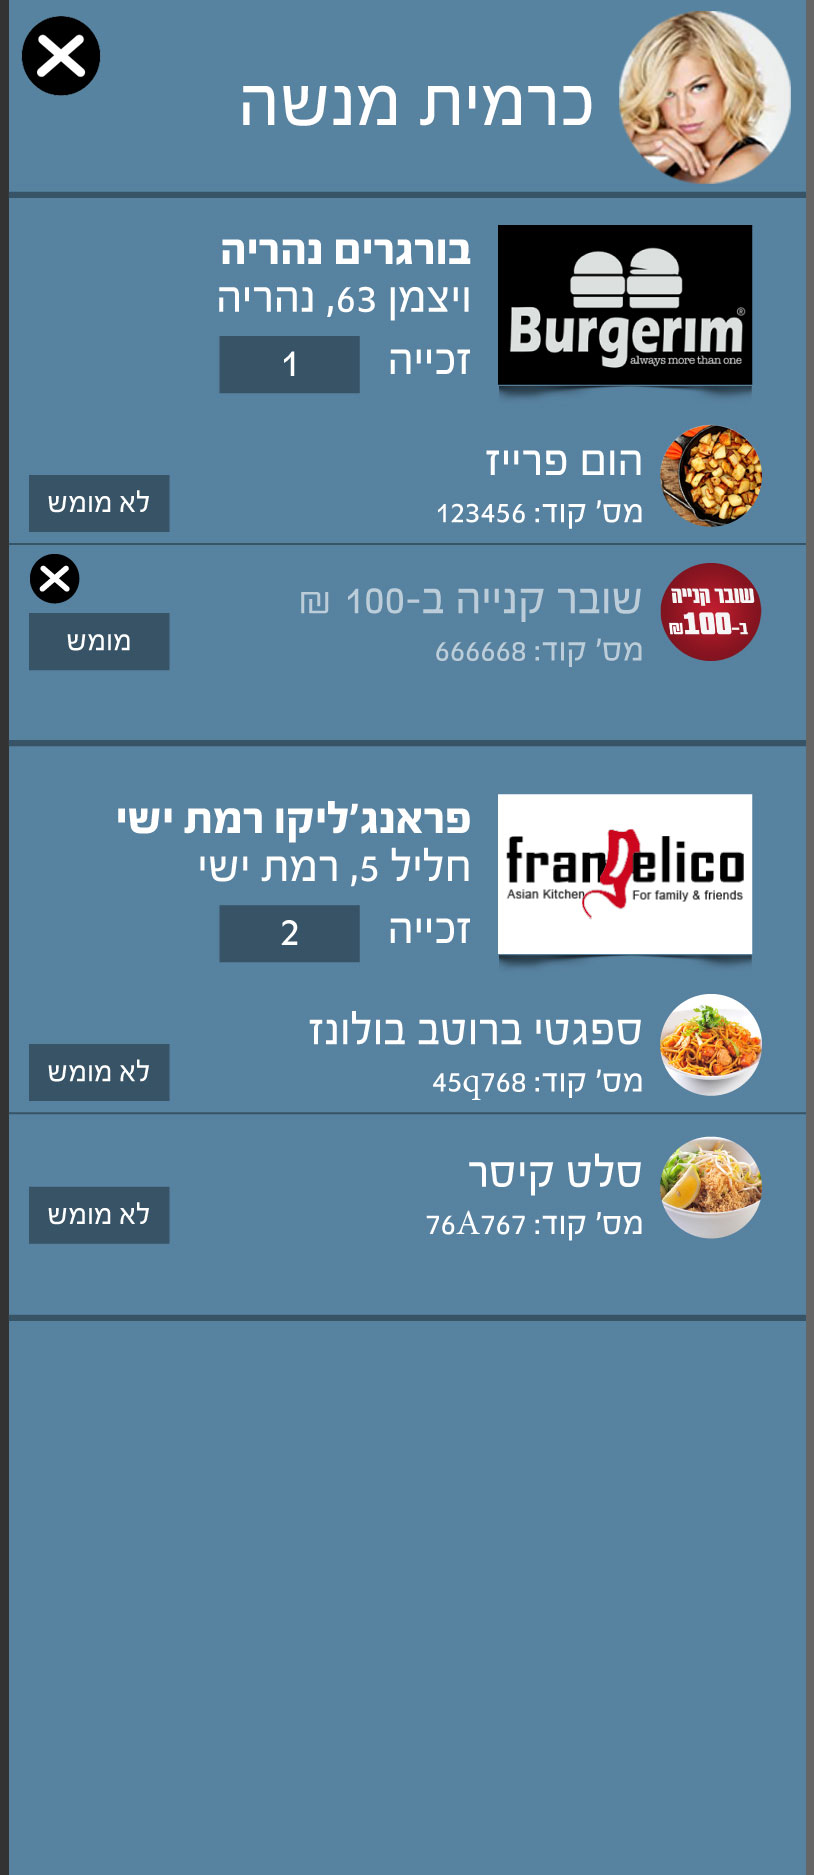 כרמית מנשה
Burgerim®
always more than one
בורגרים נהריה
ויצמן 63, נהריה
זכייה 1
הום פרייז
מס' קוד: 123456
לא מומש
שובר קנייה
ב-100₪
שובר קנייה ב-100 ₪
מס' קוד: 666668
מומש
frangelico
Asian Kitchen For family & friends
פראנג'ליקו רמת ישי
חליל 5, רמת ישי
זכייה 2
ספגטי ברוטב בולונז
מס' קוד: 45q768
לא מומש
סלט קיסר
מס' קוד: 76A767
לא מומש